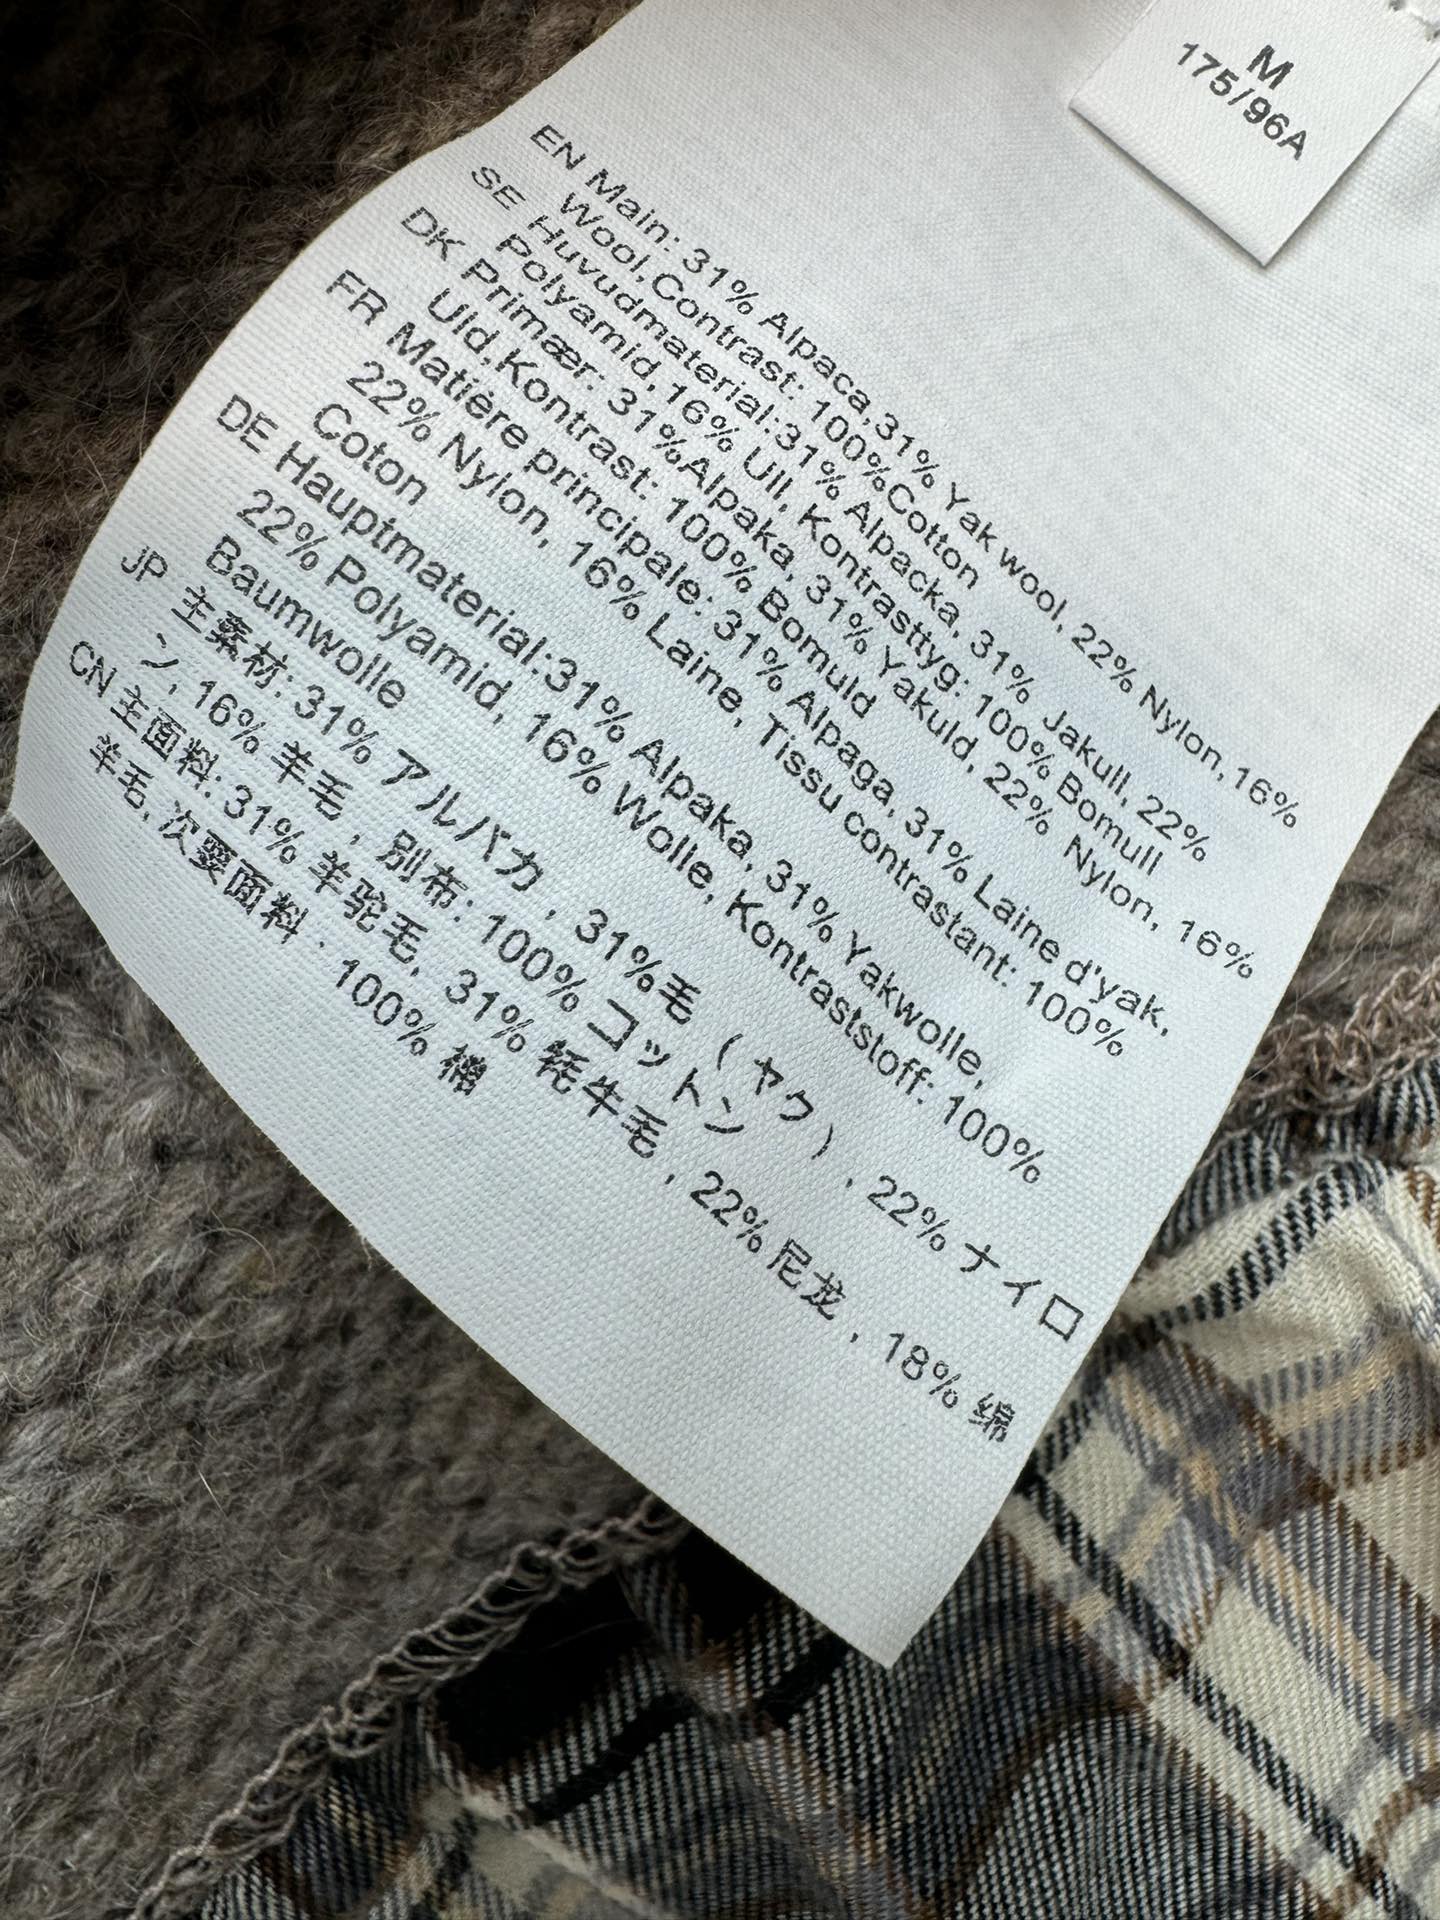 M
175/96A
EN Main: 31% Alpaca,31% Yak wool, 22% Nylon,16%
Wool,Contrast: 100%Cotton
SE Huvudmaterial:31% Alpacka, 31% Jakull, 22%
Polyamid, 16% Ull, Kontrasttyg: 100% Bomull
DK Primær: 31%Alpaka, 31% Yakuld, 22% Nylon, 16%
Uld,Kontrast: 100% Bomuld
FR Matière principale: 31% Alpaga, 31% Laine d'yak,
22% Nylon, 16% Laine, Tissu contrastant: 100%
Coton
DE Hauptmaterial:31% Alpaka, 31% Yakwolle,
22% Polyamid, 16% Wolle, Kontraststoff: 100%
Baumwolle
JP 主素材: 31% アルパカ, 31%毛 (ヤク), 22% ナイロ
ン, 16% 羊毛, 別布: 100% コットン
CN 主面料: 31% 羊驼毛, 31% 牦牛毛, 22% 尼龙, 18% 绵
羊毛, 次要面料: 100% 棉